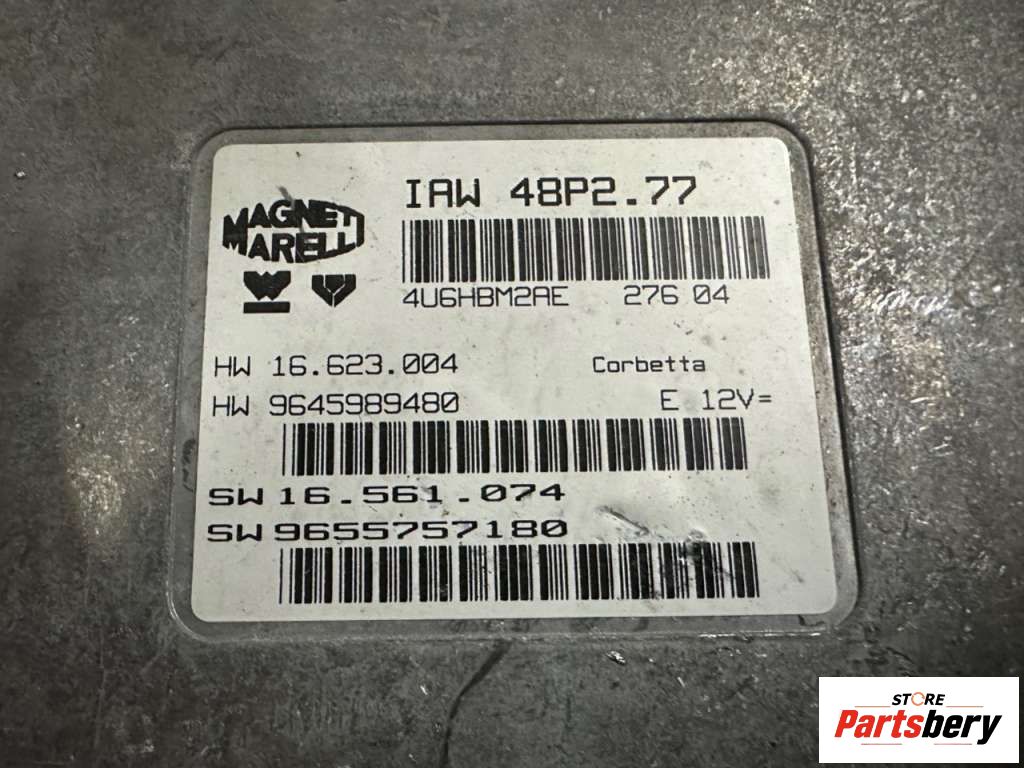 IAW 48P2.77
MAGNETI
MARELLI
4U6HBM2AE 276 04
HW 16.623.004 Corbetta
HW 9645989480 E 12V=
SW 16.561.074
SW 9655757180
STORE
Partsbery